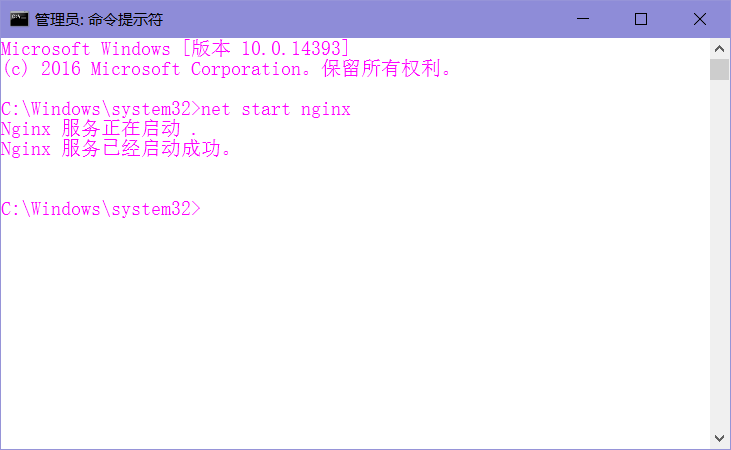 管理员: 命令提示符
Microsoft Windows [版本 10.0.14393]
(c) 2016 Microsoft Corporation。保留所有权利。
C:\Windows\system32>net start nginx
Nginx 服务正在启动 .
Nginx 服务已经启动成功。
C:\Windows\system32>